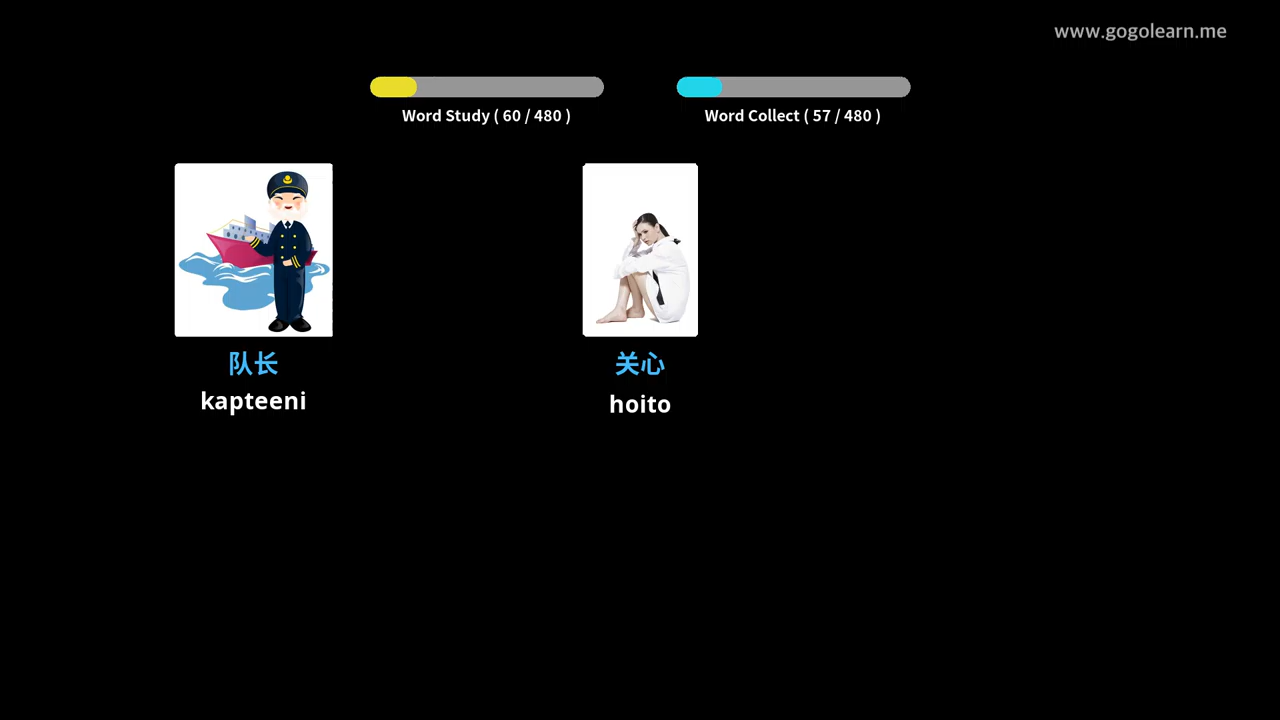 www.gogolearn.me
Word Study ( 60 / 480 )
Word Collect ( 57 / 480 )
队长
kapteeni
关心
hoito